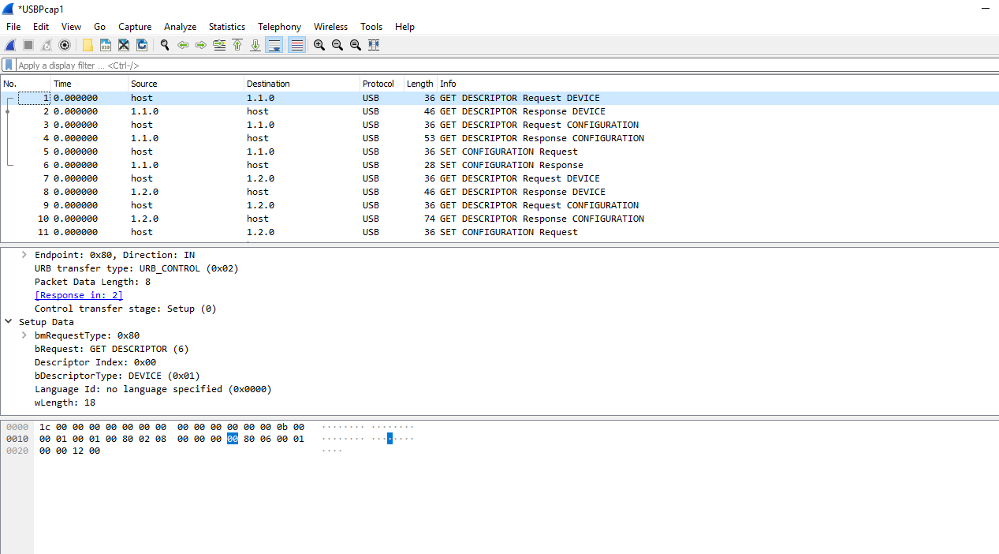 *USBPcap1
File Edit View Go Capture Analyze Statistics Telephony Wireless Tools Help
Apply a display filter ... <Ctrl-/>
No. Time Source Destination Protocol Length Info
1 0.000000 host 1.1.0 USB 36 GET DESCRIPTOR Request DEVICE
2 0.000000 1.1.0 host USB 46 GET DESCRIPTOR Response DEVICE
3 0.000000 host 1.1.0 USB 36 GET DESCRIPTOR Request CONFIGURATION
4 0.000000 1.1.0 host USB 53 GET DESCRIPTOR Response CONFIGURATION
5 0.000000 host 1.1.0 USB 36 SET CONFIGURATION Request
6 0.000000 1.1.0 host USB 28 SET CONFIGURATION Response
7 0.000000 host 1.2.0 USB 36 GET DESCRIPTOR Request DEVICE
8 0.000000 1.2.0 host USB 46 GET DESCRIPTOR Response DEVICE
9 0.000000 host 1.2.0 USB 36 GET DESCRIPTOR Request CONFIGURATION
10 0.000000 1.2.0 host USB 74 GET DESCRIPTOR Response CONFIGURATION
11 0.000000 host 1.2.0 USB 36 SET CONFIGURATION Request
Endpoint: 0x80, Direction: IN
URB transfer type: URB_CONTROL (0x02)
Packet Data Length: 8
[Response in: 2]
Control transfer stage: Setup (0)
Setup Data
bmRequestType: 0x80
bRequest: GET DESCRIPTOR (6)
Descriptor Index: 0x00
bDescriptorType: DEVICE (0x01)
Language Id: no language specified (0x0000)
wLength: 18
0000 1c 00 00 00 00 00 00 00 00 00 00 00 00 00 0b 00 ········ ········
0010 00 01 00 01 00 80 02 08 00 00 00 00 80 06 00 01 ········ ········
0020 00 00 12 00 ····